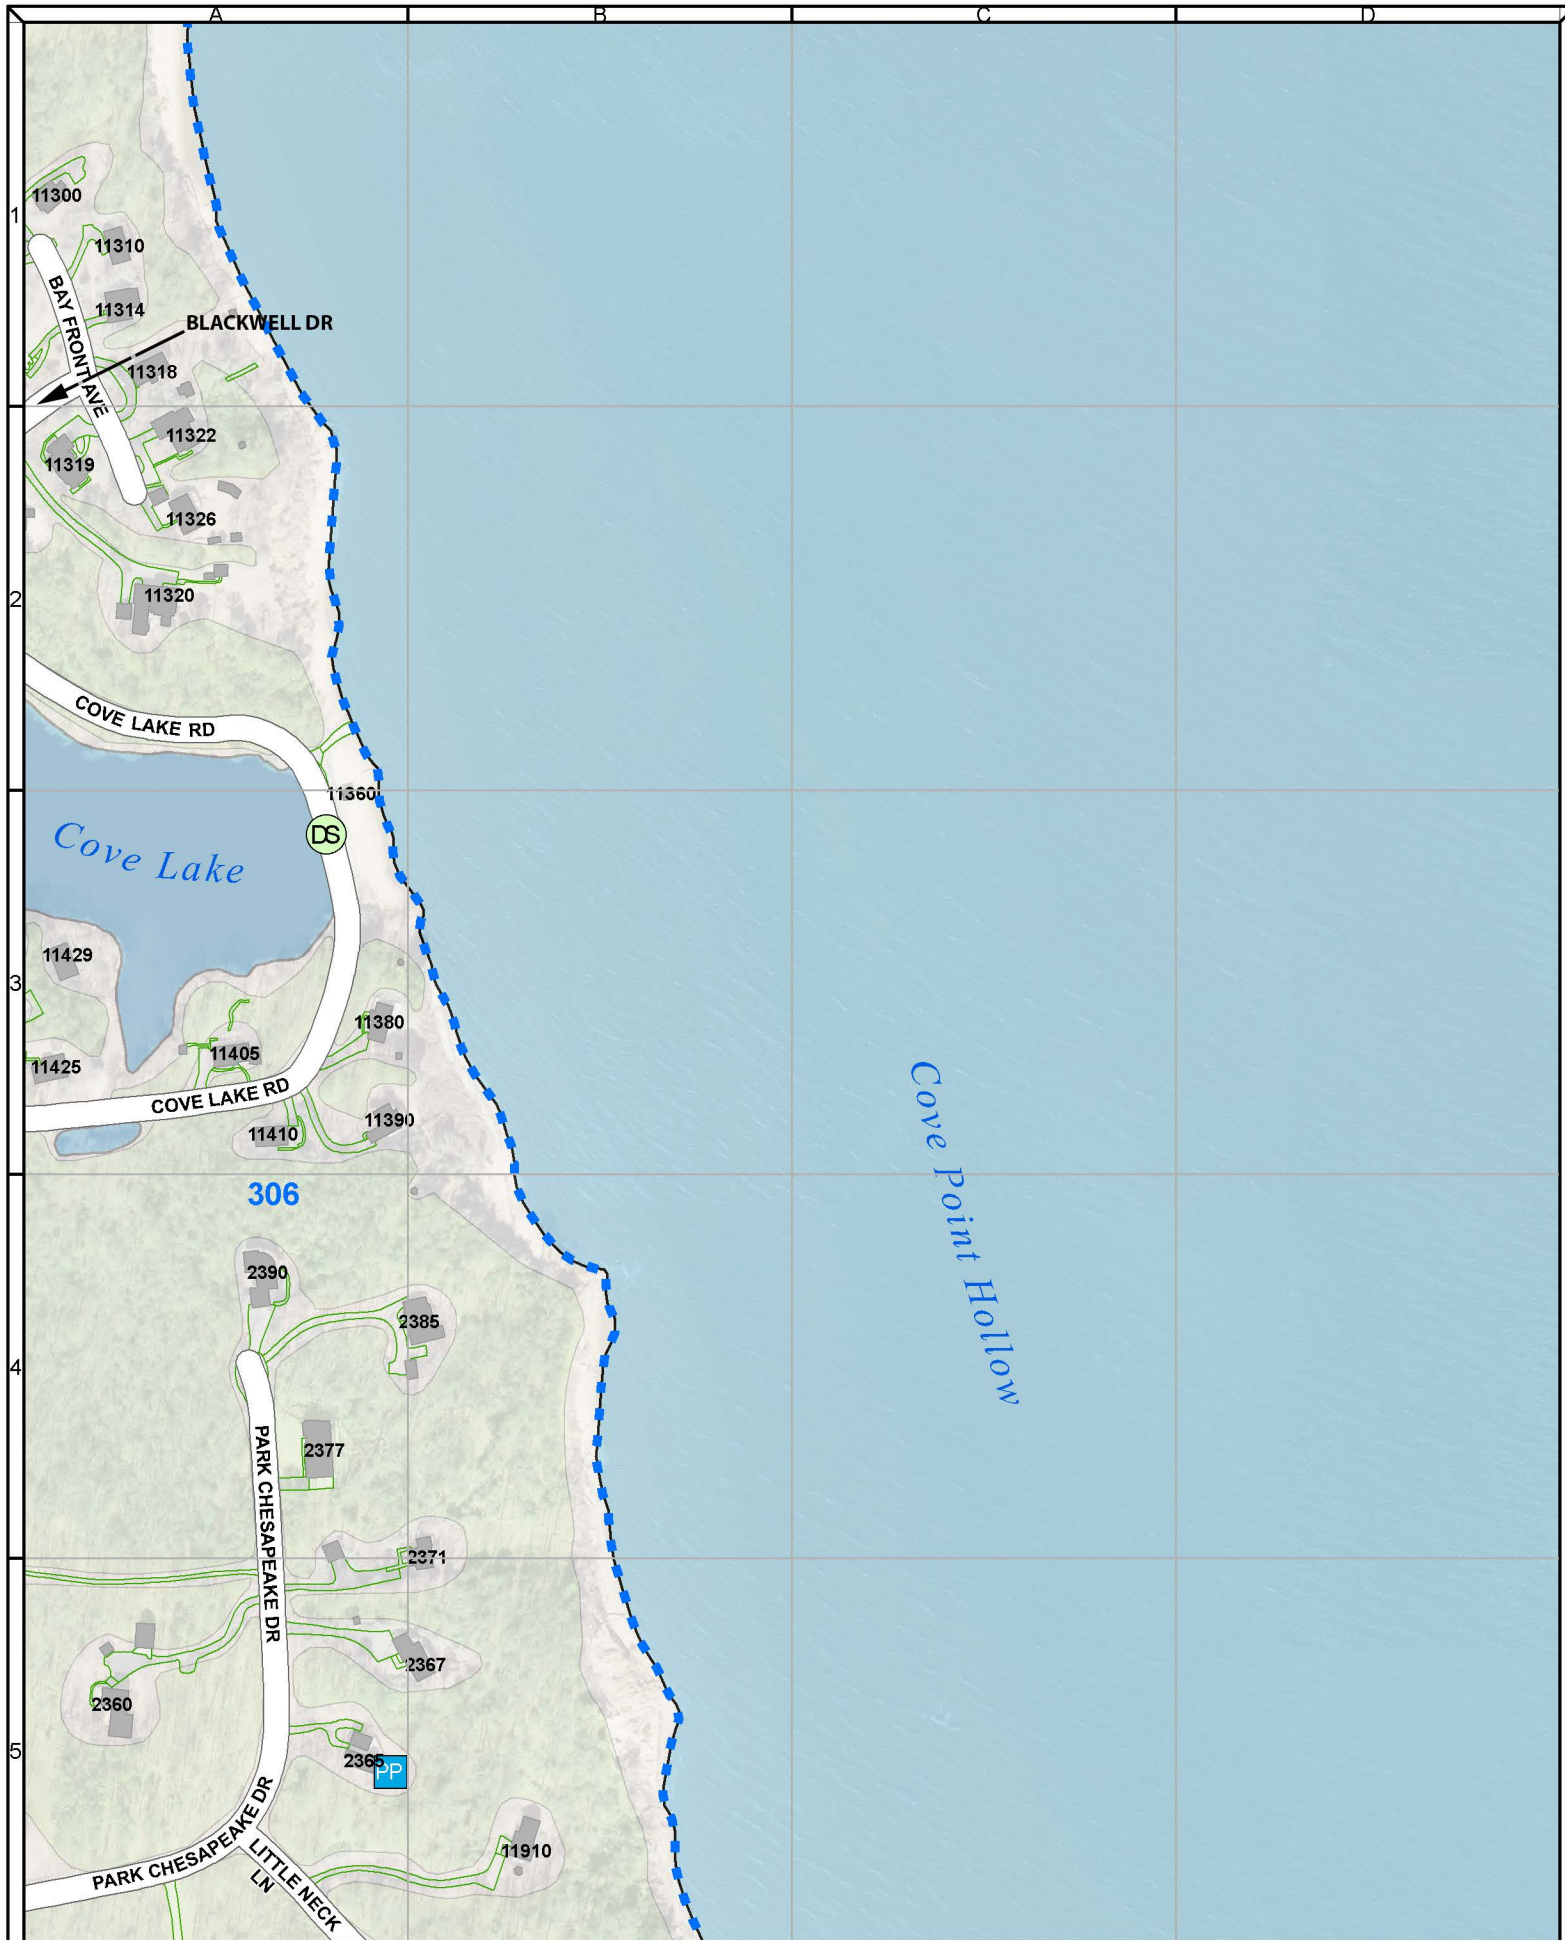 A
B
C
D
1
11300
11310
BAY FRONT AVE
11314
BLACKWELL DR
11318
11322
11319
11326
2
11320
COVE LAKE RD
11360
DS
Cove Lake
11429
3
11380
11405
11425
COVE LAKE RD
11390
11410
306
Cove Point Hollow
2390
2385
4
2377
PARK CHESAPEAKE DR
2371
2367
2360
5
2365
PP
11910
PARK CHESAPEAKE DR
LITTLE NECK
LN